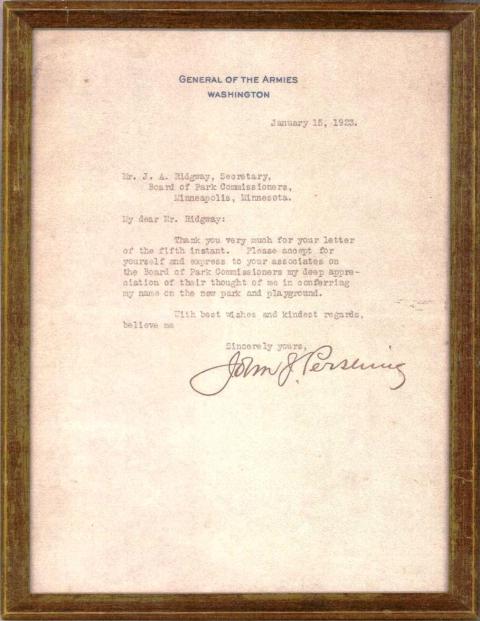 GENERAL OF THE ARMIES
WASHINGTON
January 15, 1923.
Mr. J. A. Ridgway, Secretary,
Board of Park Commissioners,
Minneapolis, Minnesota.
My dear Mr. Ridgway:
Thank you very much for your letter
of the fifth instant. Please accept for
yourself and express to your associates on
the Board of Park Commissioners my deep appre-
ciation of their thought of me in conferring
my name on the new park and playground.
With best wishes and kindest regards,
believe me
Sincerely yours,
John J. Pershing